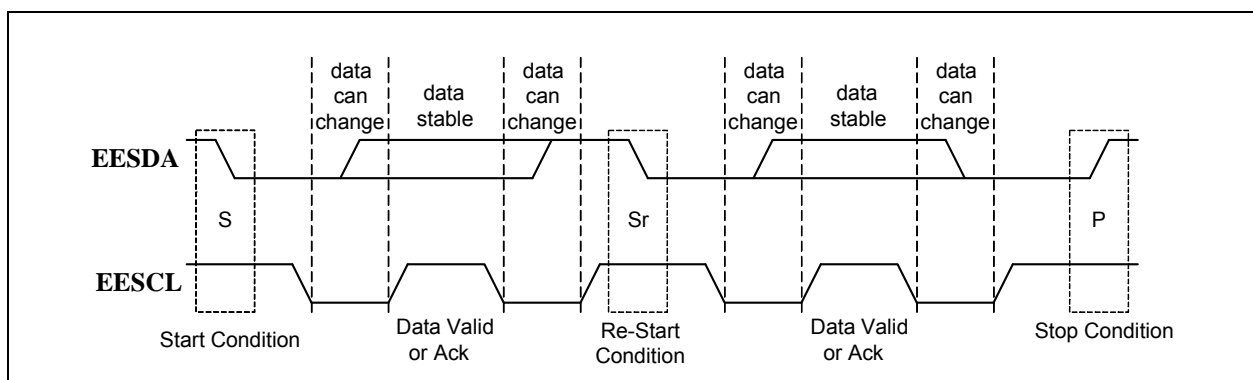 data
can
change
data
stable
data
can
change
data
can
change
data
stable
data
can
change
EESDA
S
Sr
P
EESCL
Start Condition
Data Valid
or Ack
Re-Start
Condition
Data Valid
or Ack
Stop Condition